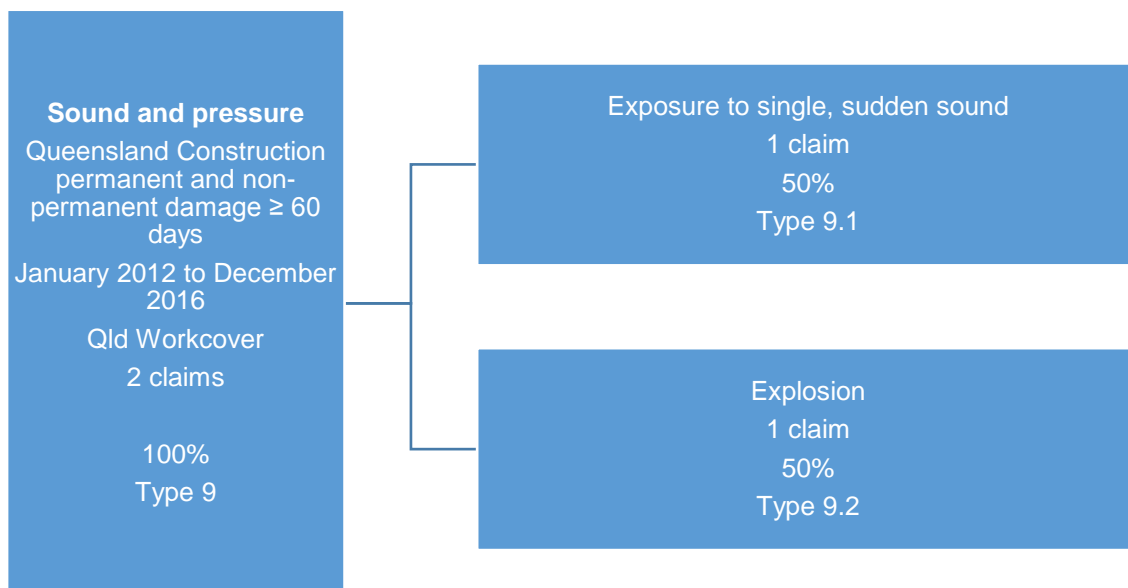 Sound and pressure
Queensland Construction
permanent and non-
permanent damage ≥ 60
days
January 2012 to December
2016
Qld Workcover
2 claims
100%
Type 9
Exposure to single, sudden sound
1 claim
50%
Type 9.1
Explosion
1 claim
50%
Type 9.2